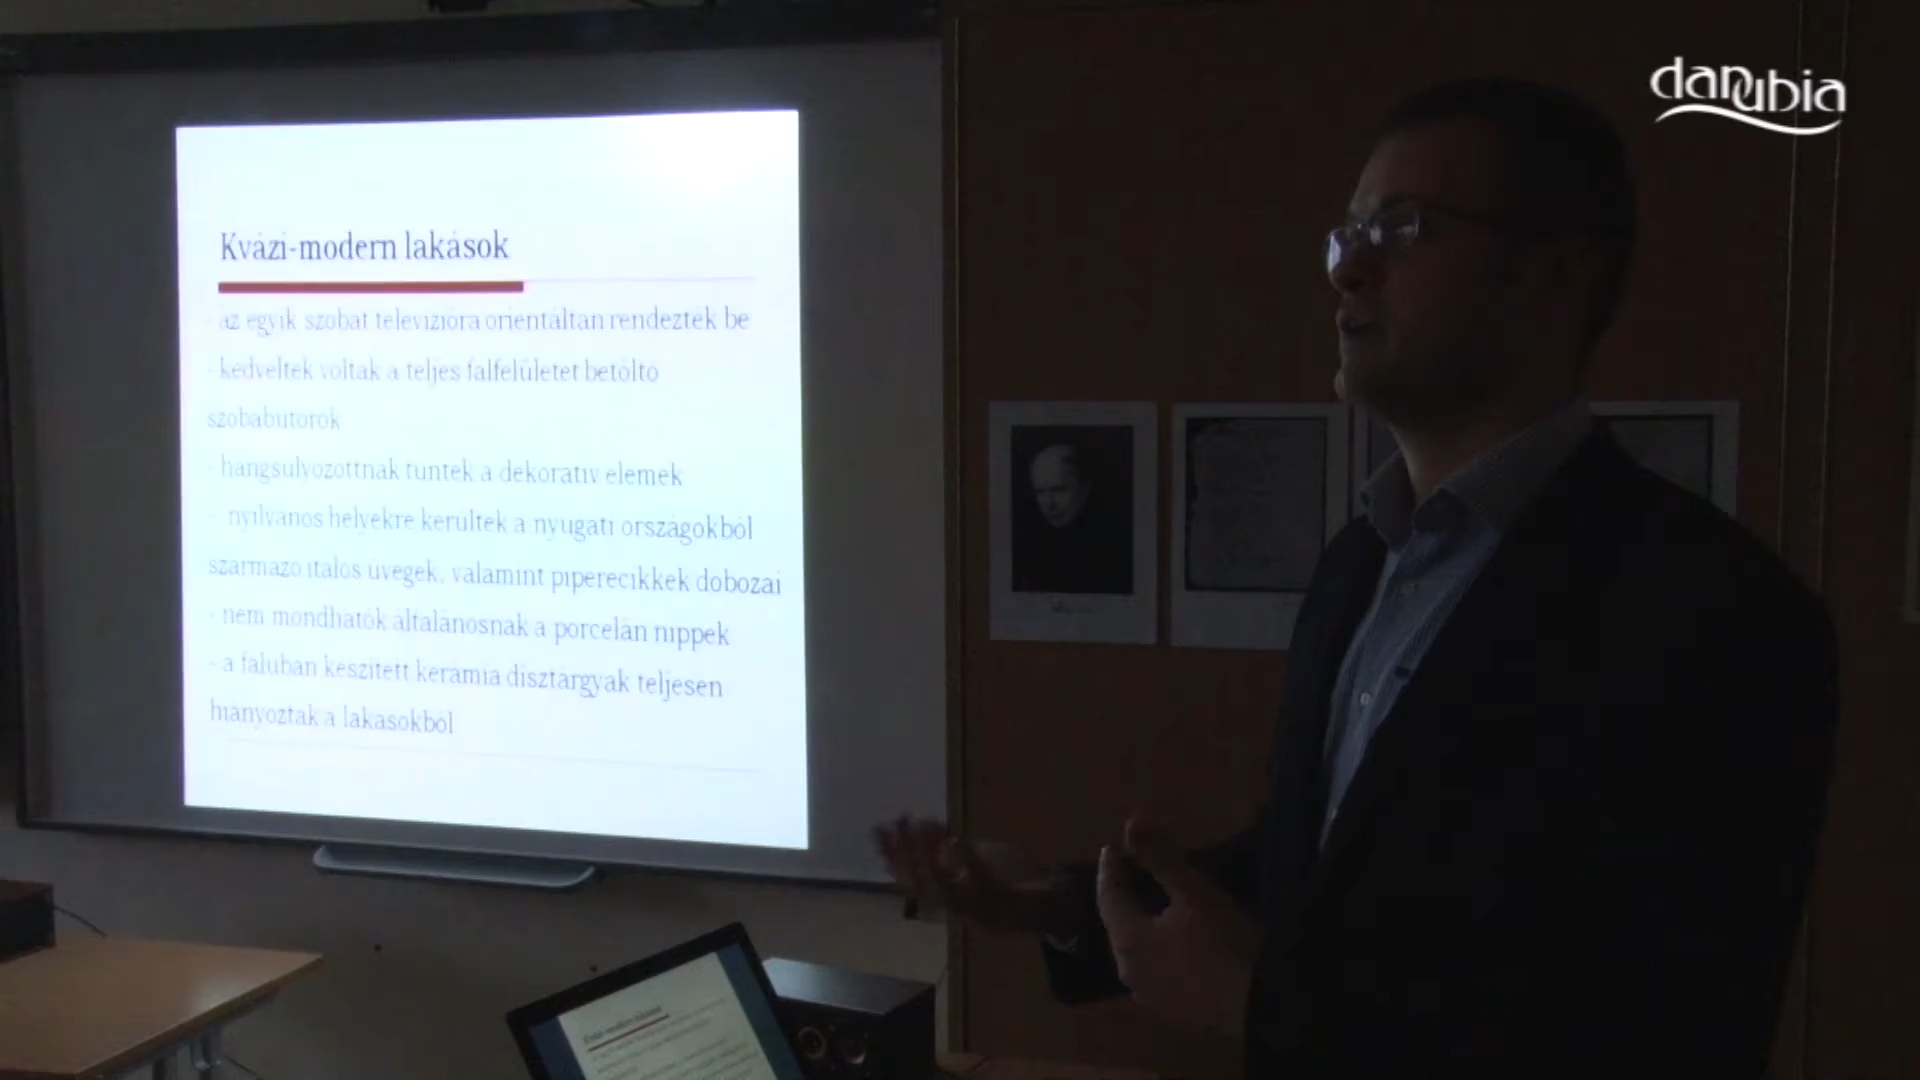 danubia
Kvázi-modern lakások
- az egyik szobát televízióra orientáltan rendezték be
- kedveltek voltak a teljes falfelületet betöltő
szobabútorok
- hangsúlyozottnak tűntek a dekoratív elemek
- nyilvános helyekre kerültek a nyugati országokból
származó italos üvegek, valamint piperecikkek dobozai
- nem mondhatók általánosnak a porcelán nippek
- a faluban készített kerámia dísztárgyak teljesen
hiányoztak a lakásokból